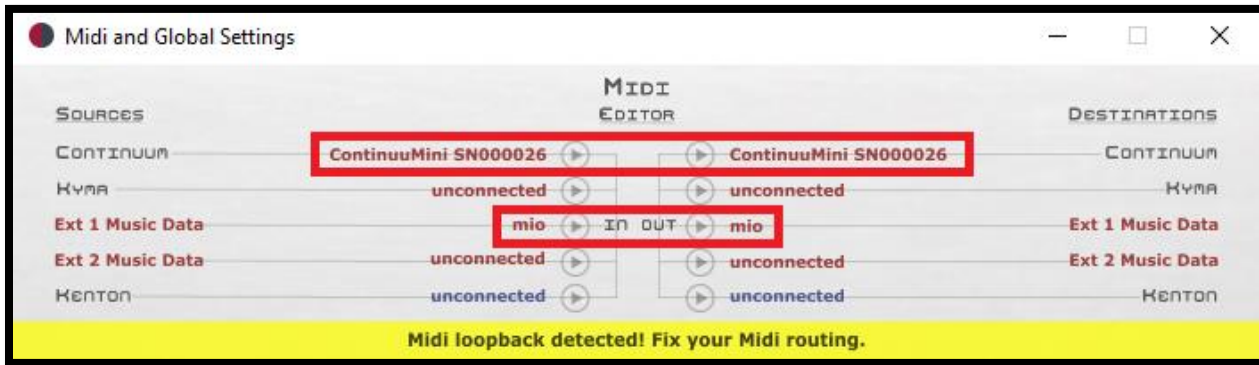 Midi and Global Settings
MIDI
SOURCES EDITOR DESTINATIONS
CONTINUUM ContinuuMini SN000026 ContinuuMini SN000026 CONTINUUM
KYMA unconnected unconnected KYMA
Ext 1 Music Data mio IN OUT mio Ext 1 Music Data
Ext 2 Music Data unconnected unconnected Ext 2 Music Data
KENTON unconnected unconnected KENTON
Midi loopback detected! Fix your Midi routing.